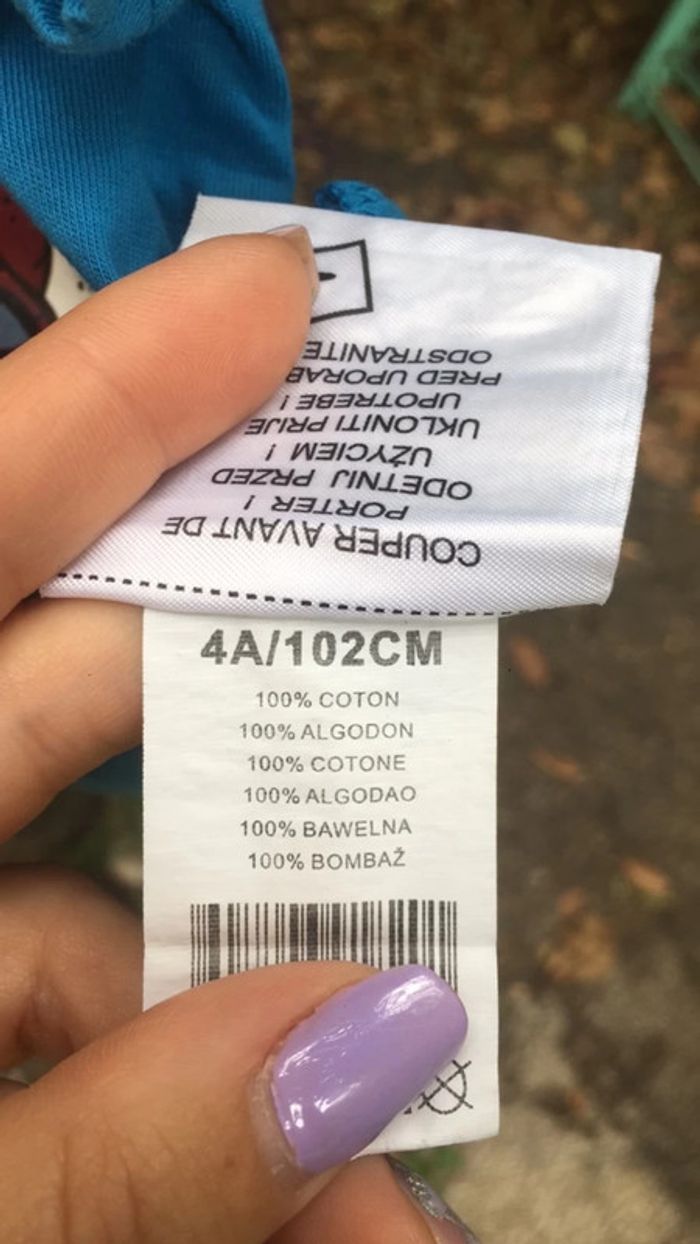 COUPER AVANT DE
PORTER !
ODETNIJ PRZED
UŻYCIEM !
UKLONITI PRIJE
UPOTREBE !
PRED UPORAB
ODSTRANITE
4A/102CM
100% COTON
100% ALGODON
100% COTONE
100% ALGODAO
100% BAWELNA
100% BOMBAŽ